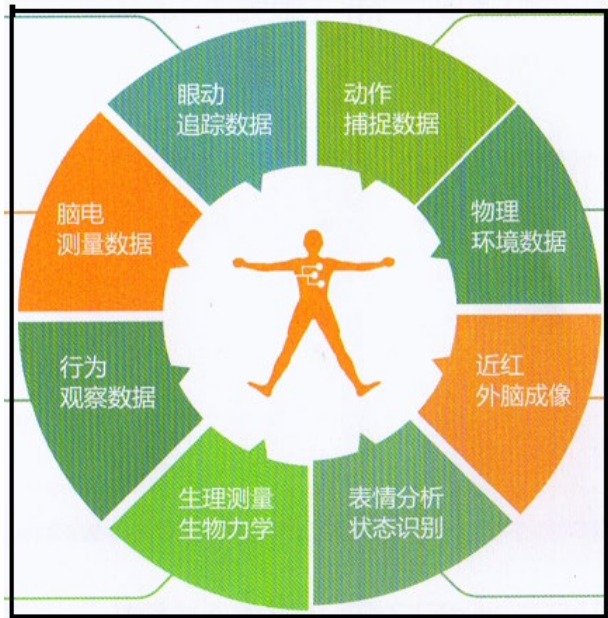 眼动
追踪数据
动作
捕捉数据
脑电
测量数据
物理
环境数据
行为
观察数据
近红
外脑成像
生理测量
生物力学
表情分析
状态识别